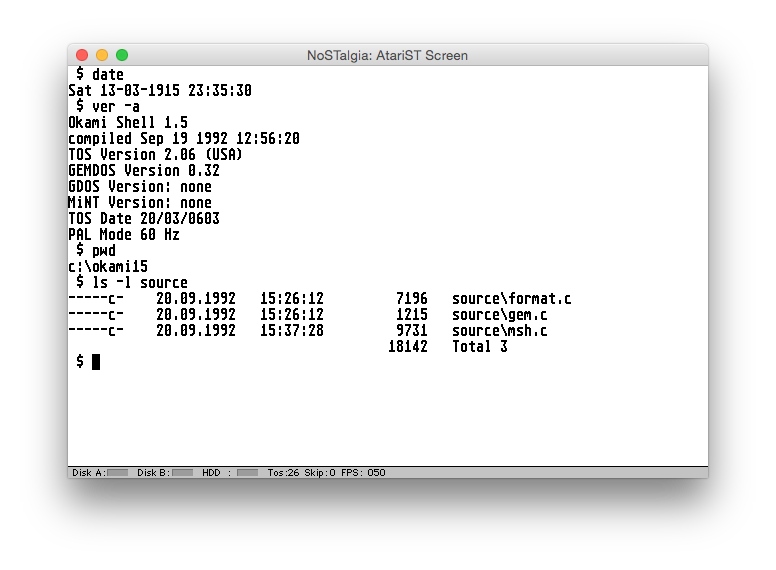 NoSTalgia: AtariST Screen
$ date
Sat 13-03-1915 23:35:30
$ ver -a
Okami Shell 1.5
compiled Sep 19 1992 12:56:20
TOS Version 2.06 (USA)
GEMDOS Version 0.32
GDOS Version: none
MiNT Version: none
TOS Date 20/03/0603
PAL Mode 60 Hz
$ pwd
c:\okami15
$ ls -l source
-----c- 20.09.1992 15:26:12 7196 source\format.c
-----c- 20.09.1992 15:26:12 1215 source\gem.c
-----c- 20.09.1992 15:37:28 9731 source\msh.c
18142 Total 3
$
Disk A: Disk B: HDD : Tos:26 Skip:0 FPS: 050